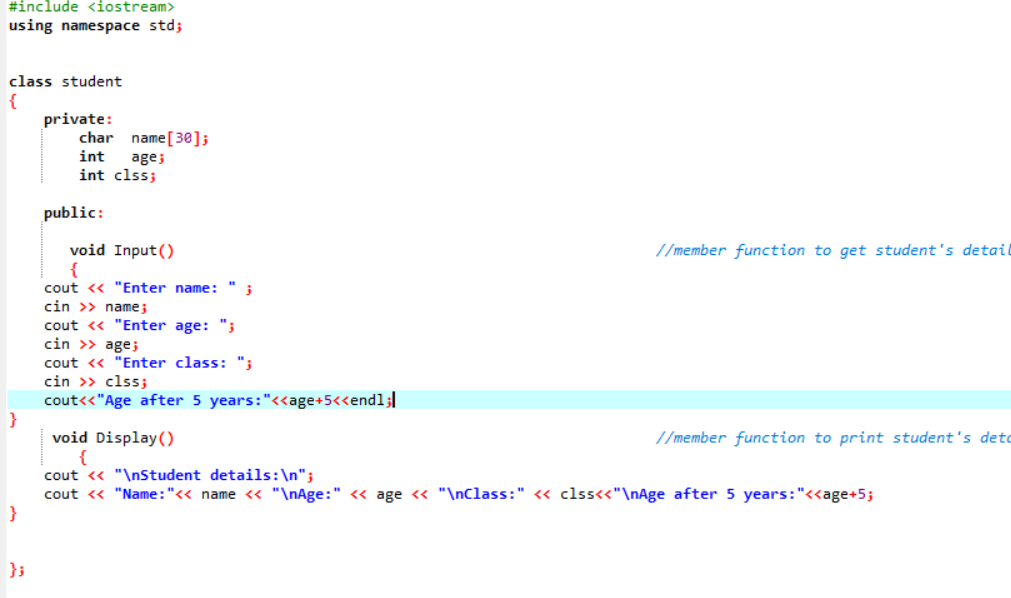 #include <iostream>
using namespace std;
class student
{
private:
char name[30];
int age;
int clss;
public:
void Input() //member function to get student's
{
cout << "Enter name: " ;
cin >> name;
cout << "Enter age: ";
cin >> age;
cout << "Enter class: ";
cin >> clss;
cout<<"Age after 5 years:"<<age+5<<endl;
}
void Display() //member function to print student's
{
cout << "\nStudent details:\n";
cout << "Name:"<< name << "\nAge:" << age << "\nClass:" << clss<<"\nAge after 5 years:"<<age+5;
}
};